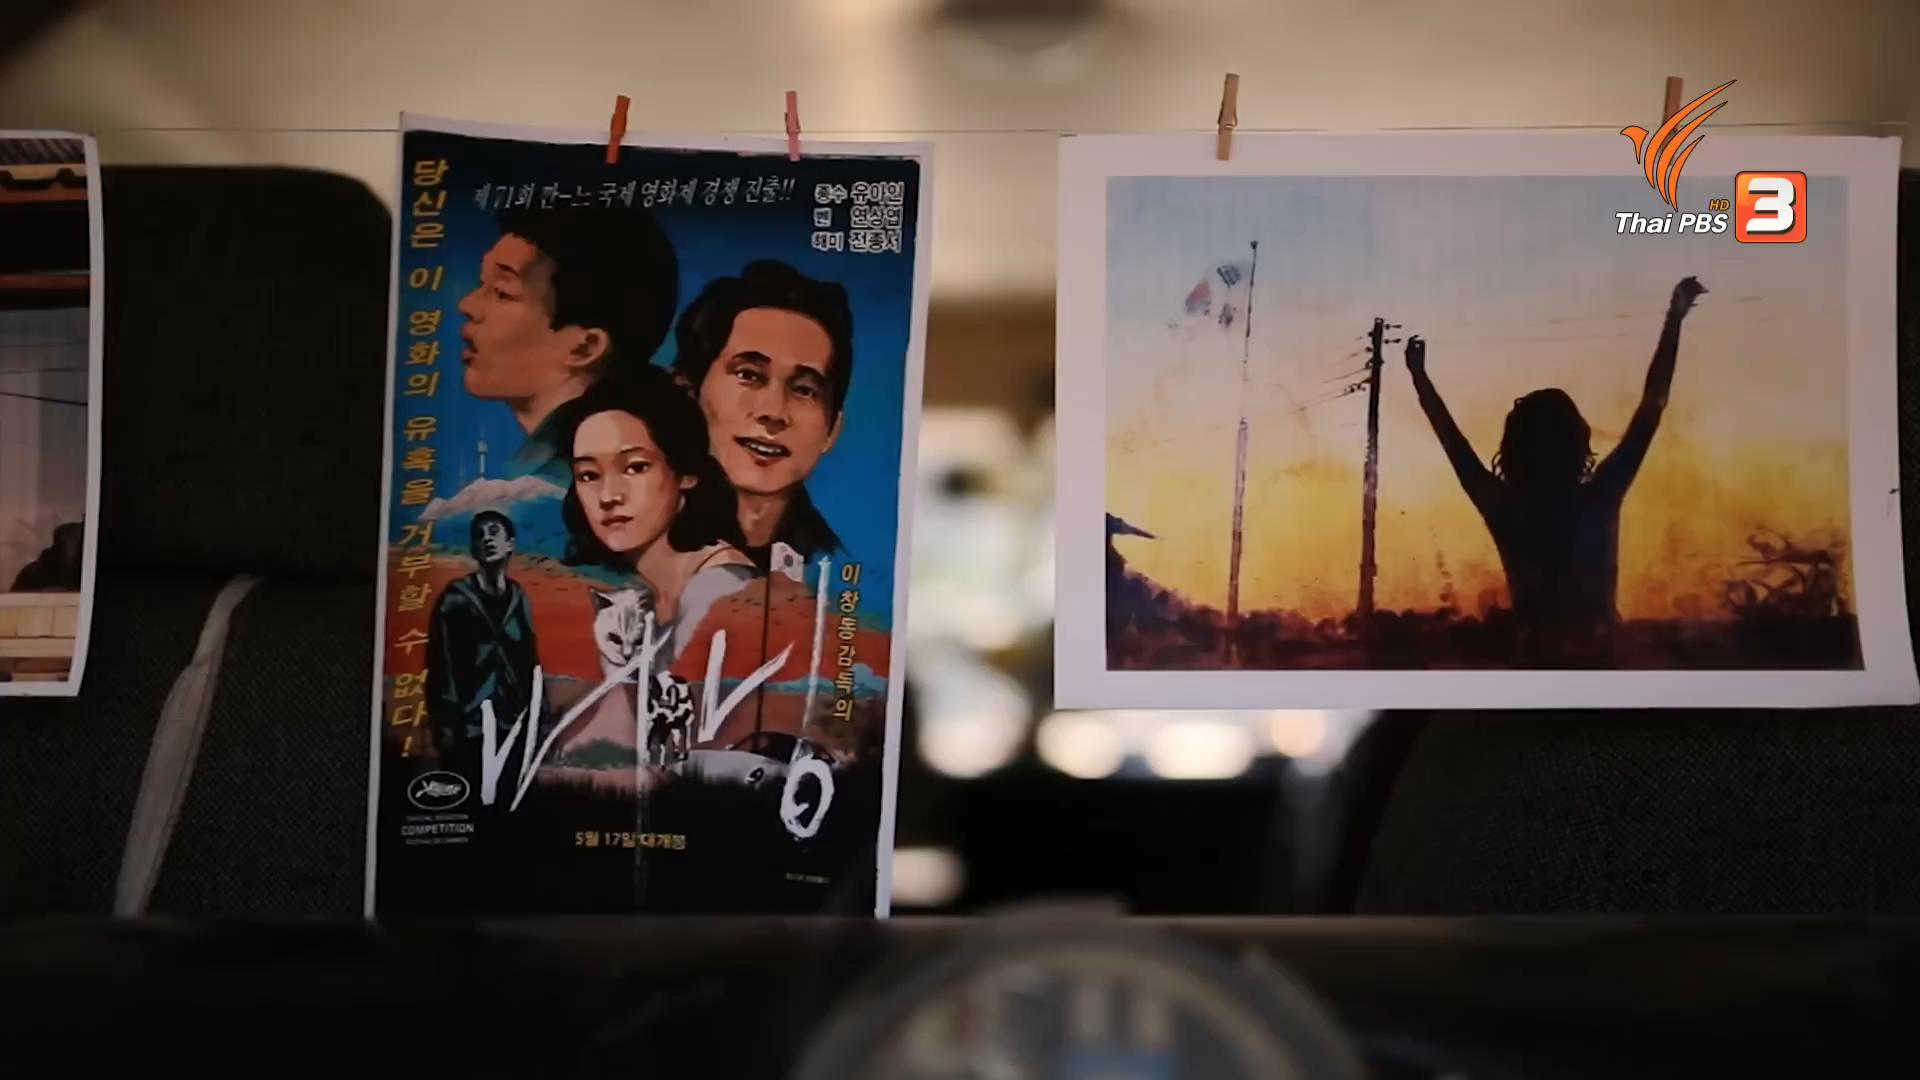 당신은 이 영화의 유혹을 거부할 수 없다!
제71회 깐느 국제 영화제 경쟁 진출!!
종수 유아인
벤 연상엽
해미 전종서
이창동감독의
버닝
COMPETITION
5월 17일 대개봉
HD
Thai PBS 3